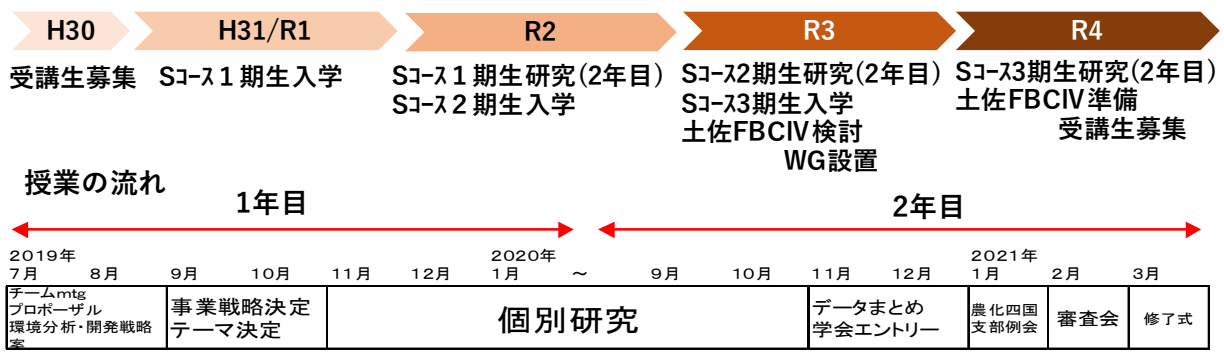 H30 H31/R1 R2 R3 R4
受講生募集 Sコース1期生入学 Sコース1期生研究(2年目) Sコース2期生研究(2年目) Sコース3期生研究(2年目)
Sコース2期生入学 Sコース3期生入学 土佐FBCIV準備
土佐FBCIV検討 受講生募集
WG設置
授業の流れ
1年目 2年目
2019年 2020年 2021年
7月 8月 9月 10月 11月 12月 1月 ～ 9月 10月 11月 12月 1月 2月 3月
チームmtg
プロポーザル
環境分析・開発戦略
案
事業戦略決定
テーマ決定
個別研究
データまとめ
学会エントリー
農化四国
支部例会
審査会
修了式